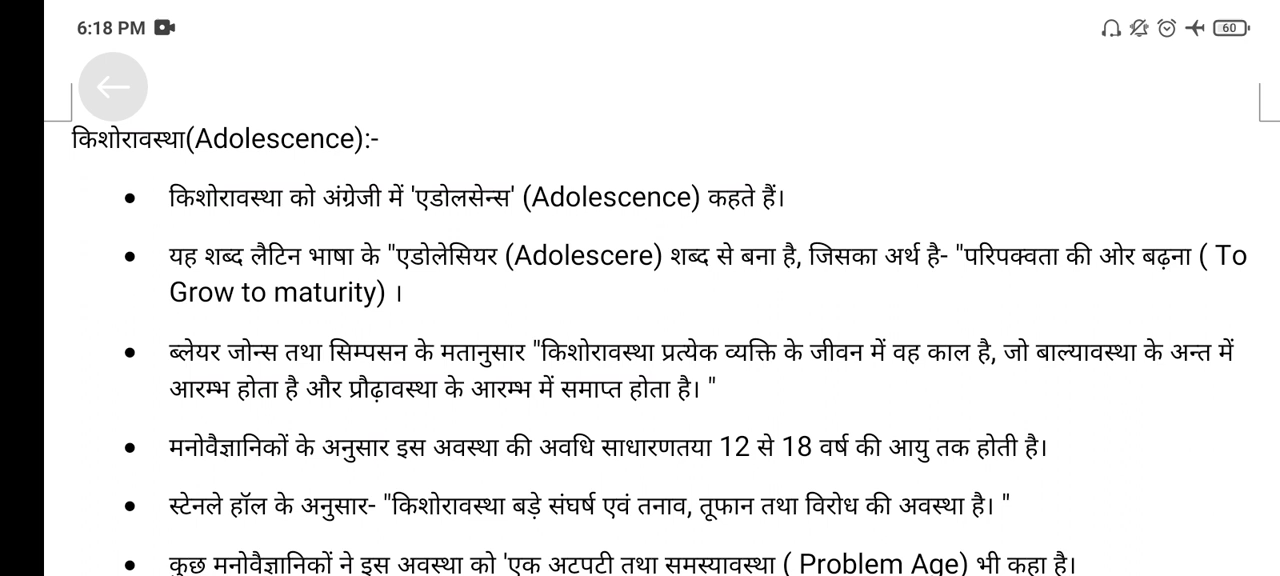 6:18 PM
60
किशोरावस्था(Adolescence):-
• किशोरावस्था को अंग्रेजी में 'एडोलसेन्स' (Adolescence) कहते हैं।
• यह शब्द लैटिन भाषा के "एडोलेसियर (Adolescere) शब्द से बना है, जिसका अर्थ है- "परिपक्वता की ओर बढ़ना ( To
Grow to maturity) ।
• ब्लेयर जोन्स तथा सिम्पसन के मतानुसार "किशोरावस्था प्रत्येक व्यक्ति के जीवन में वह काल है, जो बाल्यावस्था के अन्त में
आरम्भ होता है और प्रौढ़ावस्था के आरम्भ में समाप्त होता है। "
• मनोवैज्ञानिकों के अनुसार इस अवस्था की अवधि साधारणतया 12 से 18 वर्ष की आयु तक होती है।
• स्टेनले हॉल के अनुसार- "किशोरावस्था बड़े संघर्ष एवं तनाव, तूफान तथा विरोध की अवस्था है। "
• कुछ मनोवैज्ञानिकों ने इस अवस्था को 'एक अटपटी तथा समस्यावस्था ( Problem Age) भी कहा है।